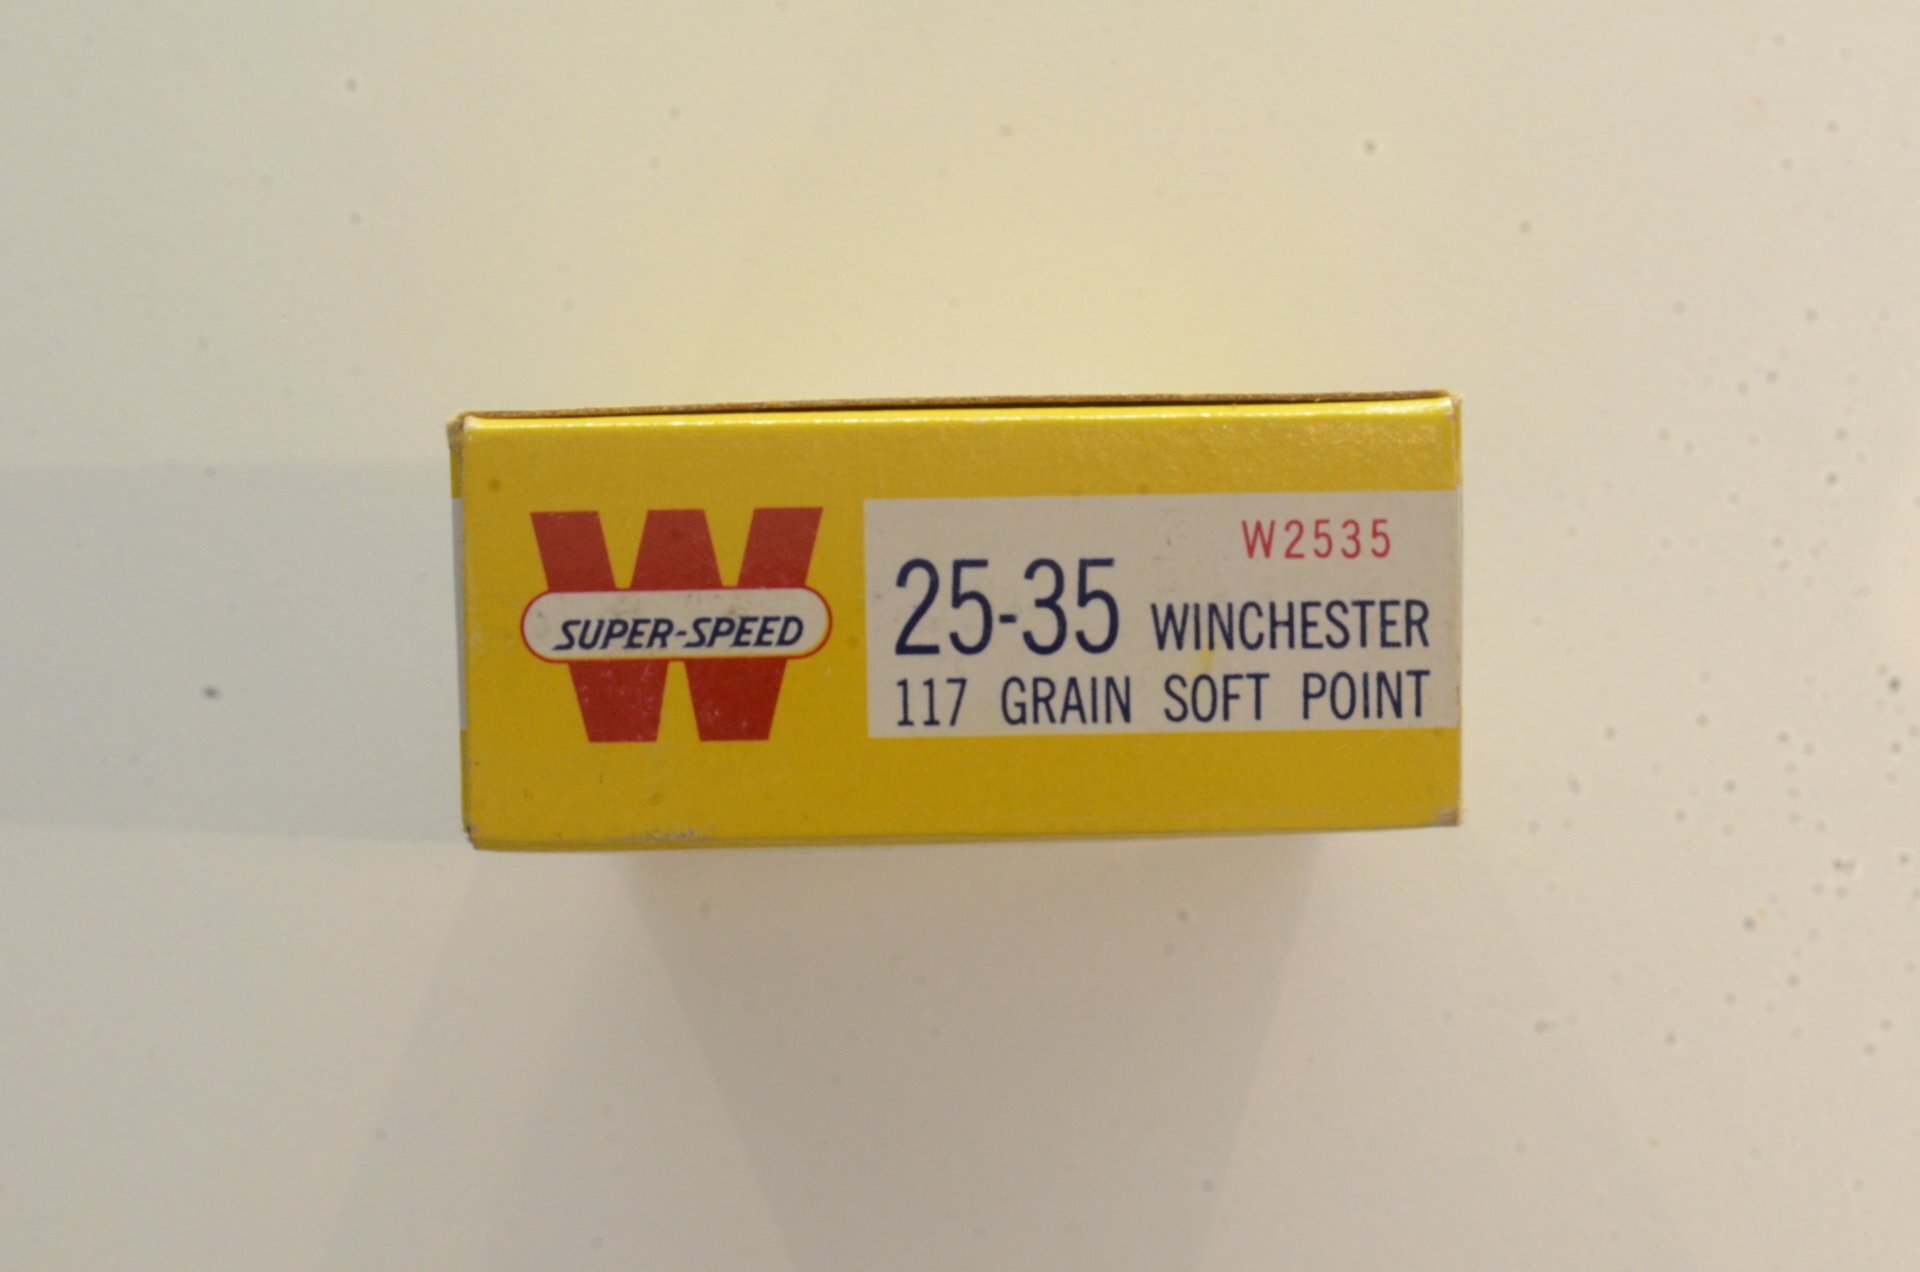 W
SUPER-SPEED
W2535
25-35 WINCHESTER
117 GRAIN SOFT POINT